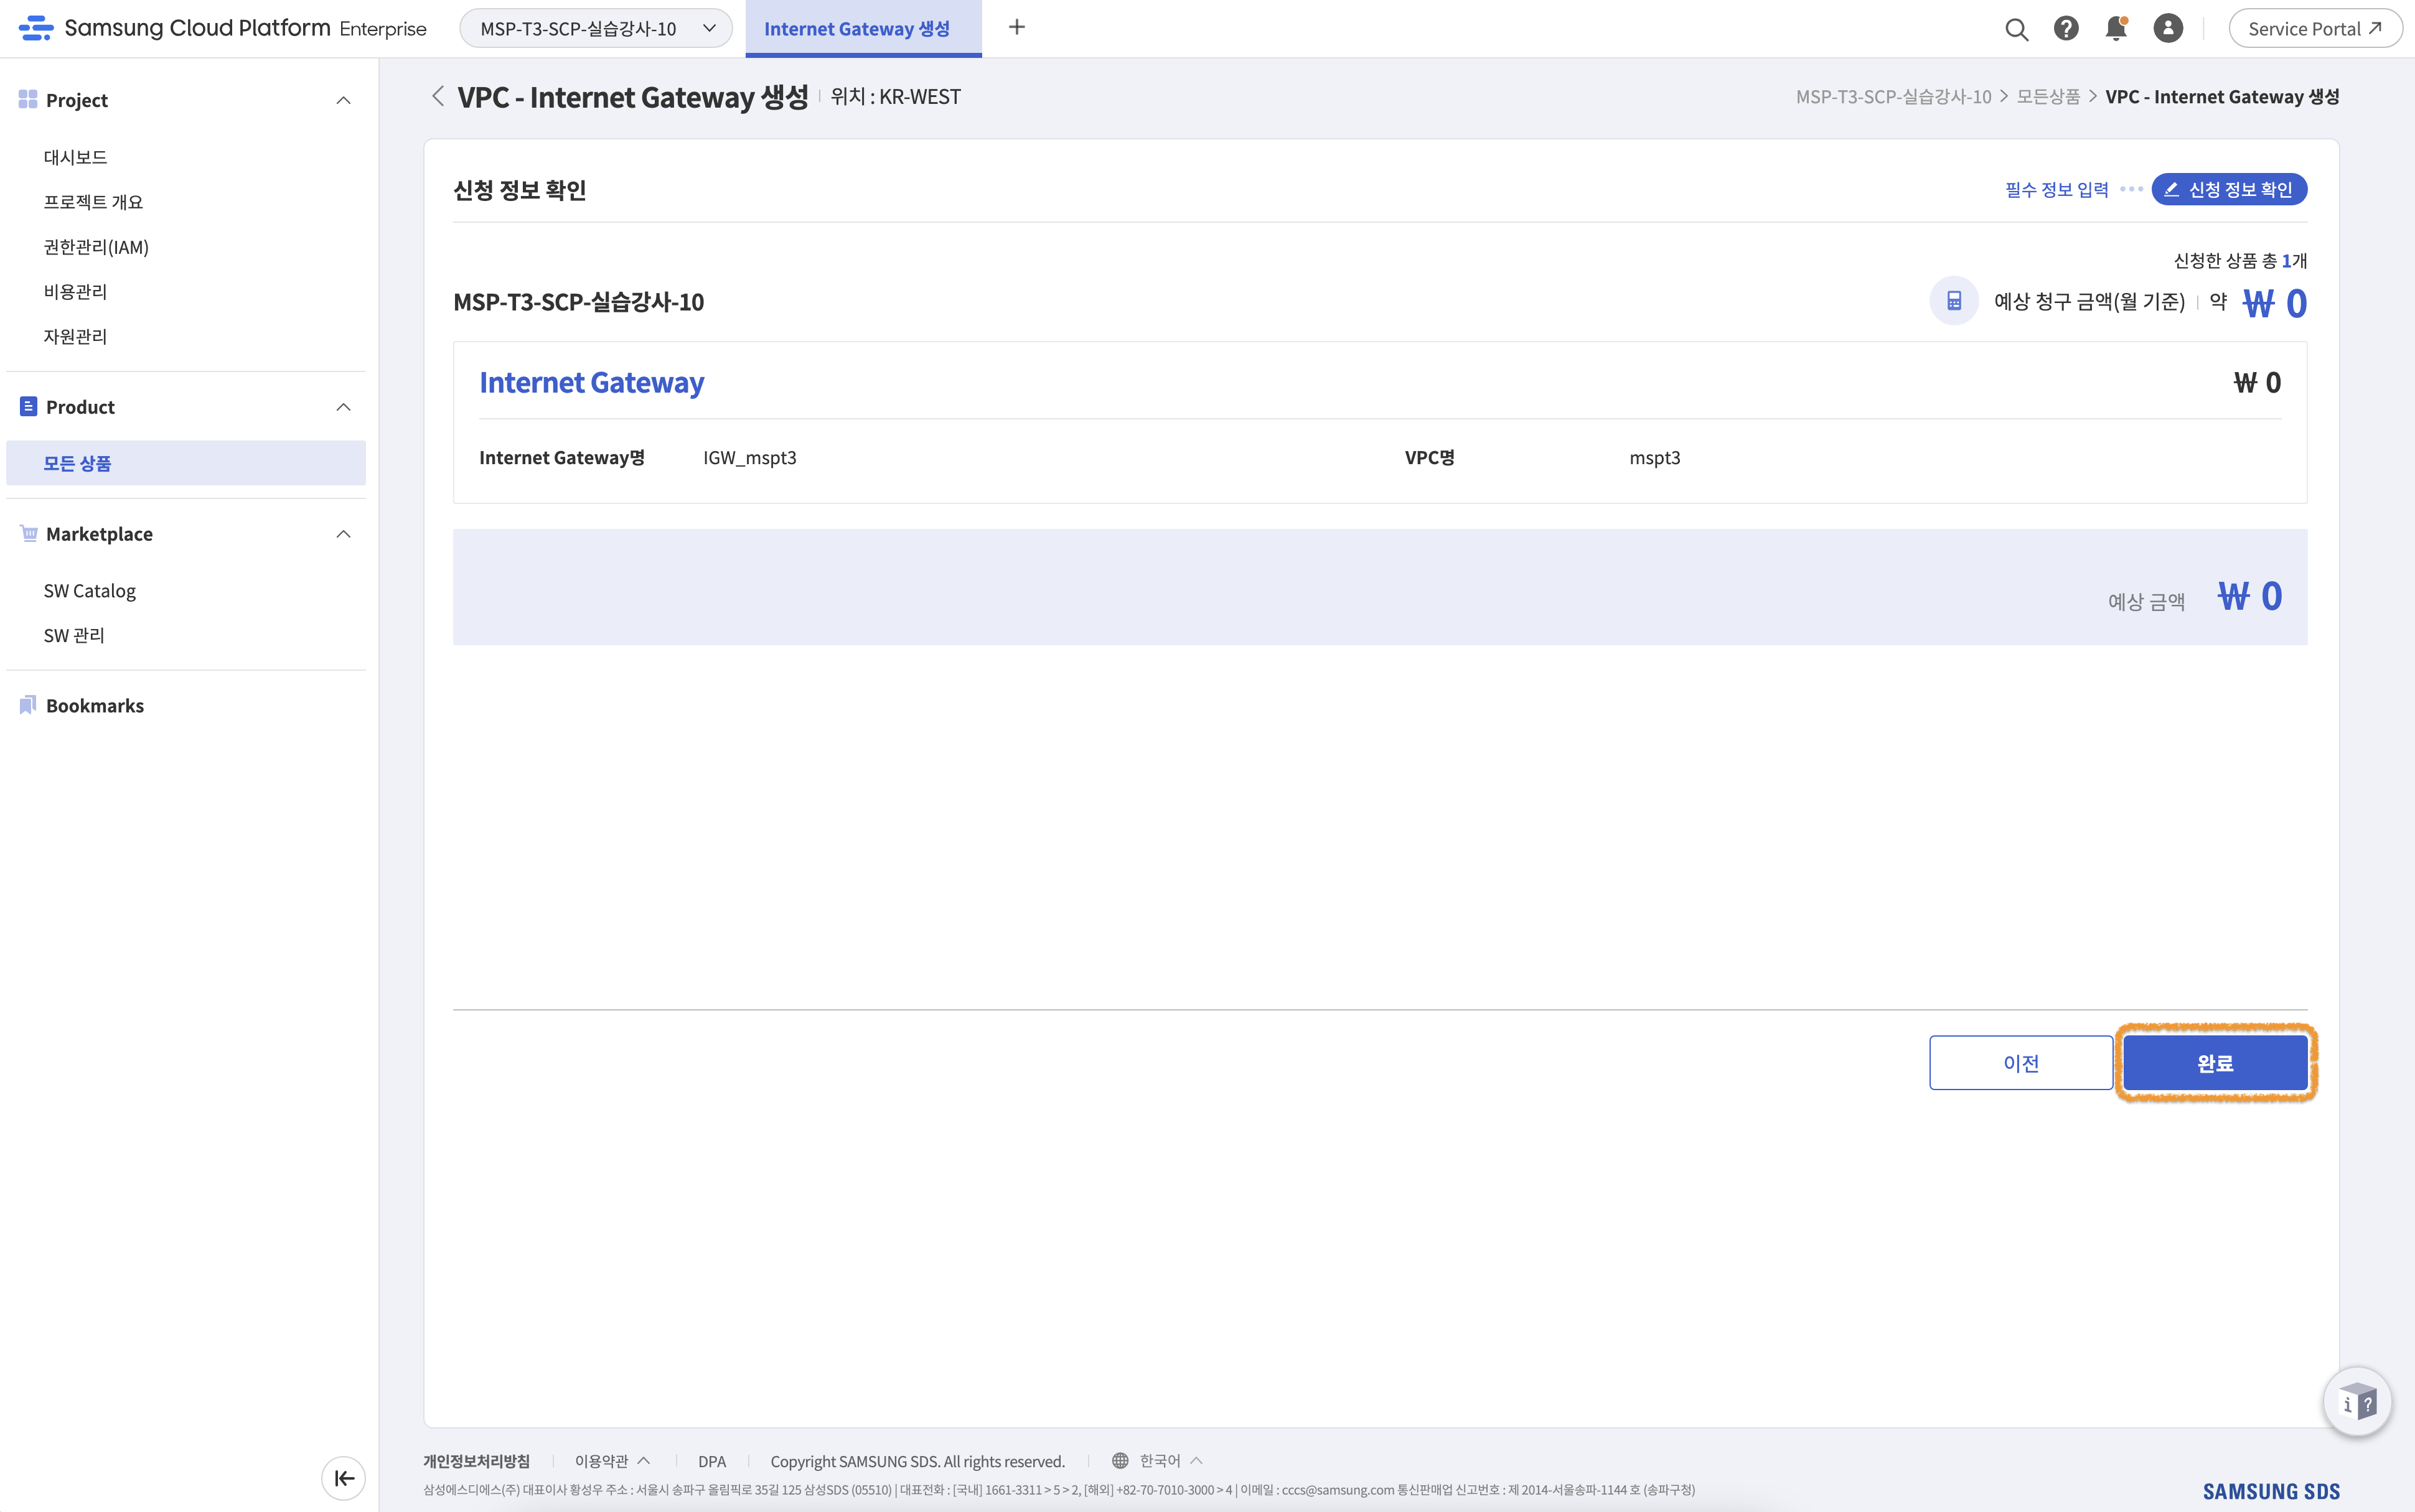 Samsung Cloud Platform Enterprise
MSP-T3-SCP-실습강사-10
Internet Gateway 생성
Service Portal
Project
대시보드
프로젝트 개요
권한관리(IAM)
비용관리
자원관리
Product
모든 상품
Marketplace
SW Catalog
SW 관리
Bookmarks
VPC - Internet Gateway 생성 | 위치 : KR-WEST
MSP-T3-SCP-실습강사-10 > 모든상품 > VPC - Internet Gateway 생성
신청 정보 확인
필수 정보 입력 ••• 신청 정보 확인
신청한 상품 총 1개
MSP-T3-SCP-실습강사-10
예상 청구 금액(월 기준) | 약 ₩ 0
Internet Gateway ₩ 0
Internet Gateway명 IGW_mspt3 VPC명 mspt3
예상 금액 ₩ 0
이전 완료
i ?
개인정보처리방침 | 이용약관 | DPA | Copyright SAMSUNG SDS. All rights reserved. | 한국어
삼성에스디에스(주) 대표이사 황성우 주소 : 서울시 송파구 올림픽로 35길 125 삼성SDS (05510) | 대표전화 : [국내] 1661-3311 > 5 > 2, [해외] +82-70-7010-3000 > 4 | 이메일 : cccs@samsung.com 통신판매업 신고번호 : 제 2014-서울송파-1144 호 (송파구청)
SAMSUNG SDS